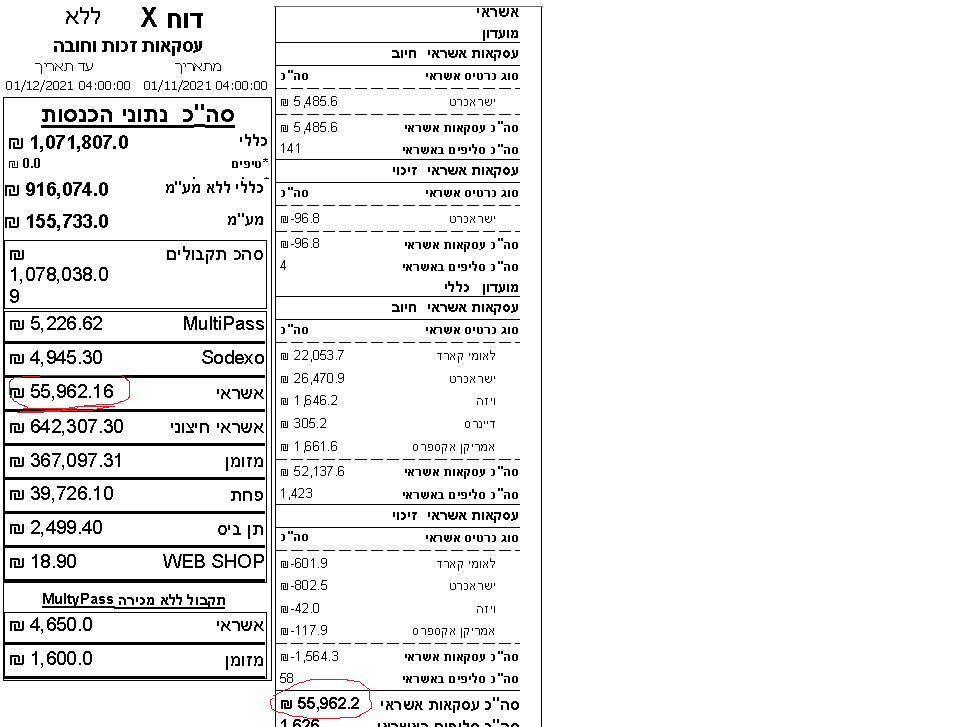 דוח X ללא
עסקאות זכות וחובה
מתאריך עד תאריך
01/11/2021 04:00:00 01/12/2021 04:00:00
סה"כ נתוני הכנסות
כללי ₪ 1,071,807.0
*טיפים ₪ 0.0
כללי ללא מע"מ ₪ 916,074.0
מע"מ ₪ 155,733.0
סהכ תקבולים ₪ 1,078,038.0
9
MultiPass ₪ 5,226.62
Sodexo ₪ 4,945.30
אשראי ₪ 55,962.16
אשראי חיצוני ₪ 642,307.30
מזומן ₪ 367,097.31
פחת ₪ 39,726.10
תן ביס ₪ 2,499.40
WEB SHOP ₪ 18.90
תקבול ללא מכירה MultyPass
אשראי ₪ 4,650.0
מזומן ₪ 1,600.0
אשראי
מועדון
עסקאות אשראי חיוב
סוג כרטיס אשראי סה"כ
ישראכרט ₪ 5,485.6
סה"כ עסקאות אשראי ₪ 5,485.6
סה"כ סליפים באשראי 141
עסקאות אשראי זיכוי
סוג כרטיס אשראי סה"כ
ישראכרט ₪-96.8
סה"כ עסקאות אשראי ₪-96.8
סה"כ סליפים באשראי 4
מועדון כללי
עסקאות אשראי חיוב
סוג כרטיס אשראי סה"כ
לאומי קארד ₪ 22,053.7
ישראכרט ₪ 26,470.9
ויזה ₪ 1,646.2
דיינרס ₪ 305.2
אמריקן אקספרס ₪ 1,661.6
סה"כ עסקאות אשראי ₪ 52,137.6
סה"כ סליפים באשראי 1,423
עסקאות אשראי זיכוי
סוג כרטיס אשראי סה"כ
לאומי קארד ₪-601.9
ישראכרט ₪-802.5
ויזה ₪-42.0
אמריקן אקספרס ₪-117.9
סה"כ עסקאות אשראי ₪-1,564.3
סה"כ סליפים באשראי 58
סה"כ עסקאות אשראי ₪ 55,962.2
סה"כ סליפים באשראי 1,626